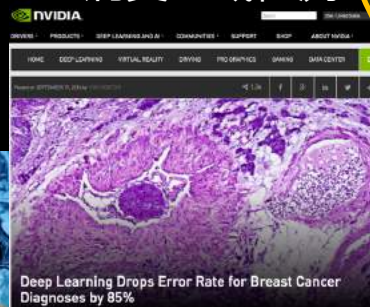 NVIDIA
DRIVERS PRODUCTS DEEP LEARNING AND AI COMMUNITIES SUPPORT SHOP ABOUT NVIDIA
HOME DEEP LEARNING VIRTUAL REALITY DRIVING PRO GRAPHICS GAMING DATA CENTER
Deep Learning Drops Error Rate for Breast Cancer
Diagnoses by 85%